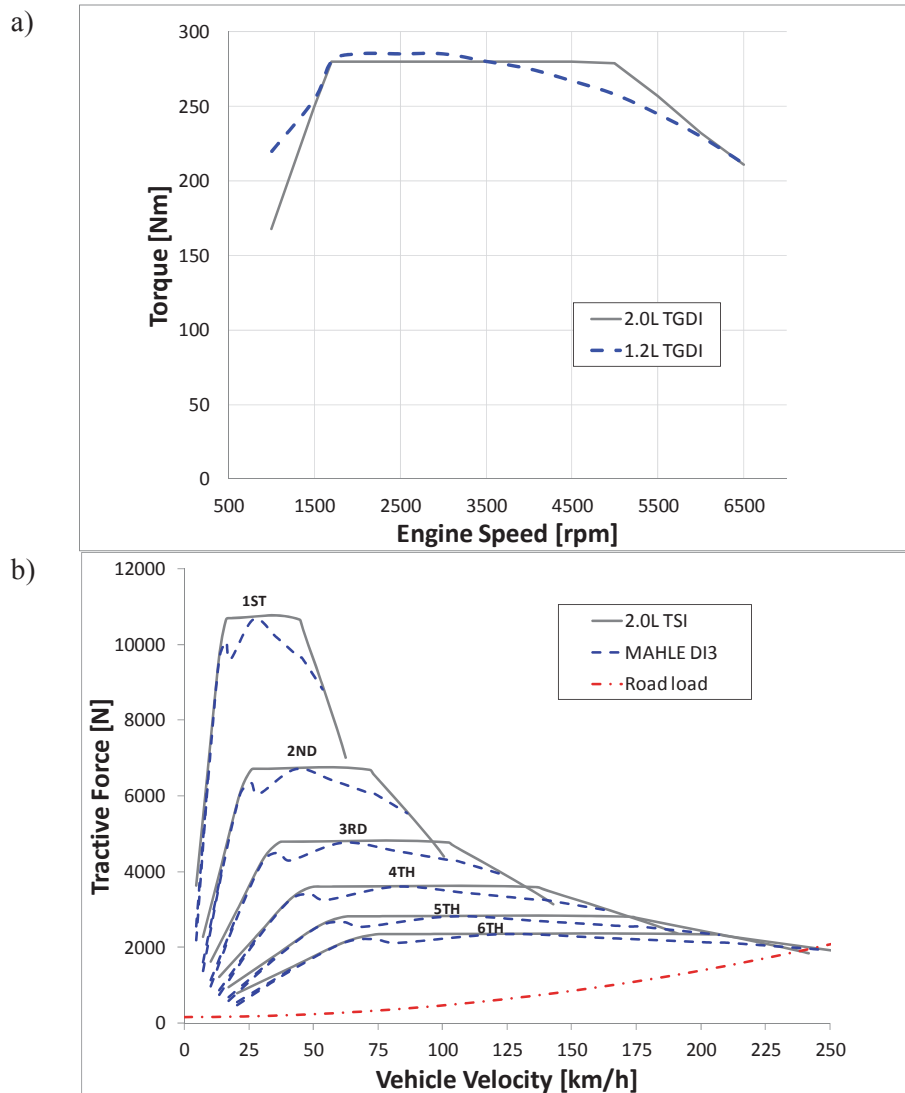 a)
300
250
200
150
100
50
0
Torque [Nm]
2.0L TGDI
1.2L TGDI
500 1500 2500 3500 4500 5500 6500
Engine Speed [rpm]
b)
12000
10000
8000
6000
4000
2000
0
Tractive Force [N]
1ST
2ND
3RD
4TH
5TH
6TH
2.0L TSI
MAHLE DI3
Road load
0 25 50 75 100 125 150 175 200 225 250
Vehicle Velocity [km/h]